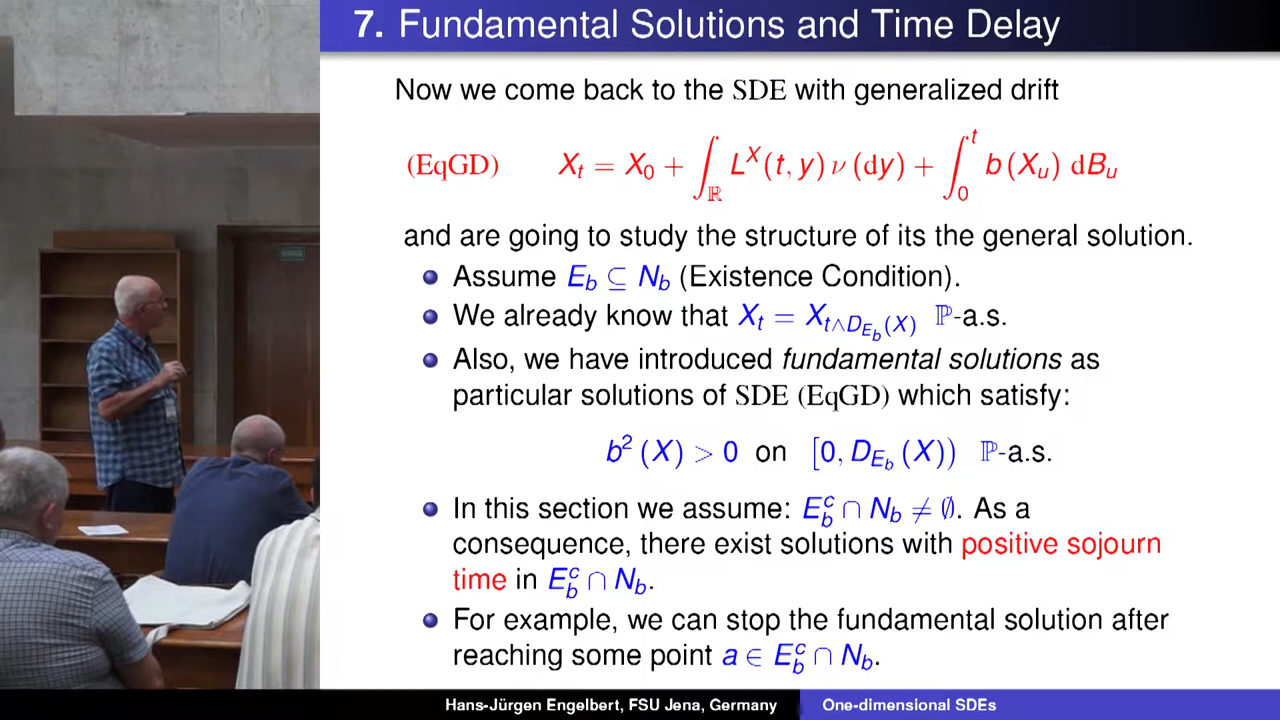 7. Fundamental Solutions and Time Delay
Now we come back to the SDE with generalized drift
(EqGD) X_t = X_0 + ∫_ℝ L^X(t, y) ν (dy) + ∫_0^t b (X_u) dB_u
and are going to study the structure of its the general solution.
Assume E_b ⊆ N_b (Existence Condition).
We already know that X_t = X_{t∧D_{E_b}(X)} ℙ-a.s.
Also, we have introduced fundamental solutions as
particular solutions of SDE (EqGD) which satisfy:
b² (X) > 0 on [0, D_{E_b} (X)) ℙ-a.s.
In this section we assume: E_b^c ∩ N_b ≠ ∅. As a
consequence, there exist solutions with positive sojourn
time in E_b^c ∩ N_b.
For example, we can stop the fundamental solution after
reaching some point a ∈ E_b^c ∩ N_b.
Hans-Jürgen Engelbert, FSU Jena, Germany One-dimensional SDEs